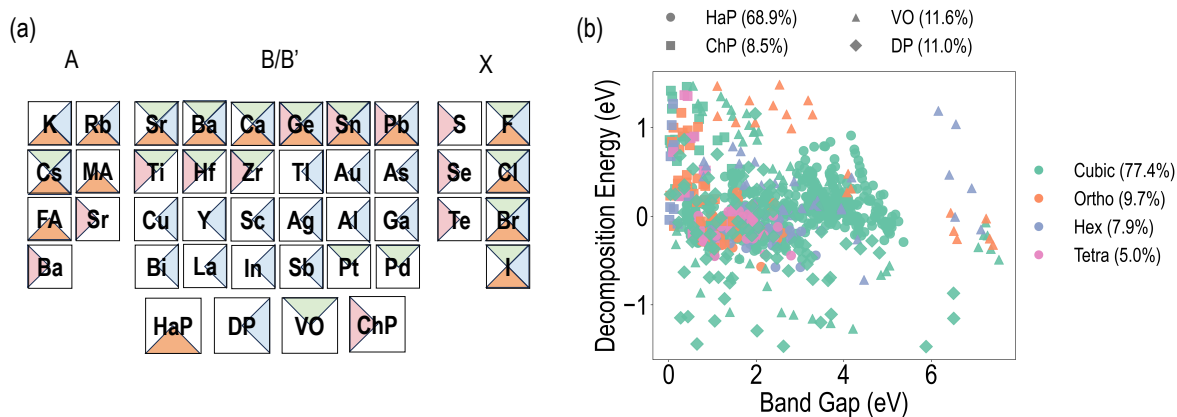 (a)
A
B/B’
X
K Rb Sr Ba Ca Ge Sn Pb S F
Cs MA Ti Hf Zr Tl Au As Se Cl
FA Sr Cu Y Sc Ag Al Ga Te Br
Ba Bi La In Sb Pt Pd I
HaP DP VO ChP
(b)
HaP (68.9%) VO (11.6%)
ChP (8.5%) DP (11.0%)
Decomposition Energy (eV)
1
0
−1
0 2 4 6
Band Gap (eV)
Cubic (77.4%)
Ortho (9.7%)
Hex (7.9%)
Tetra (5.0%)